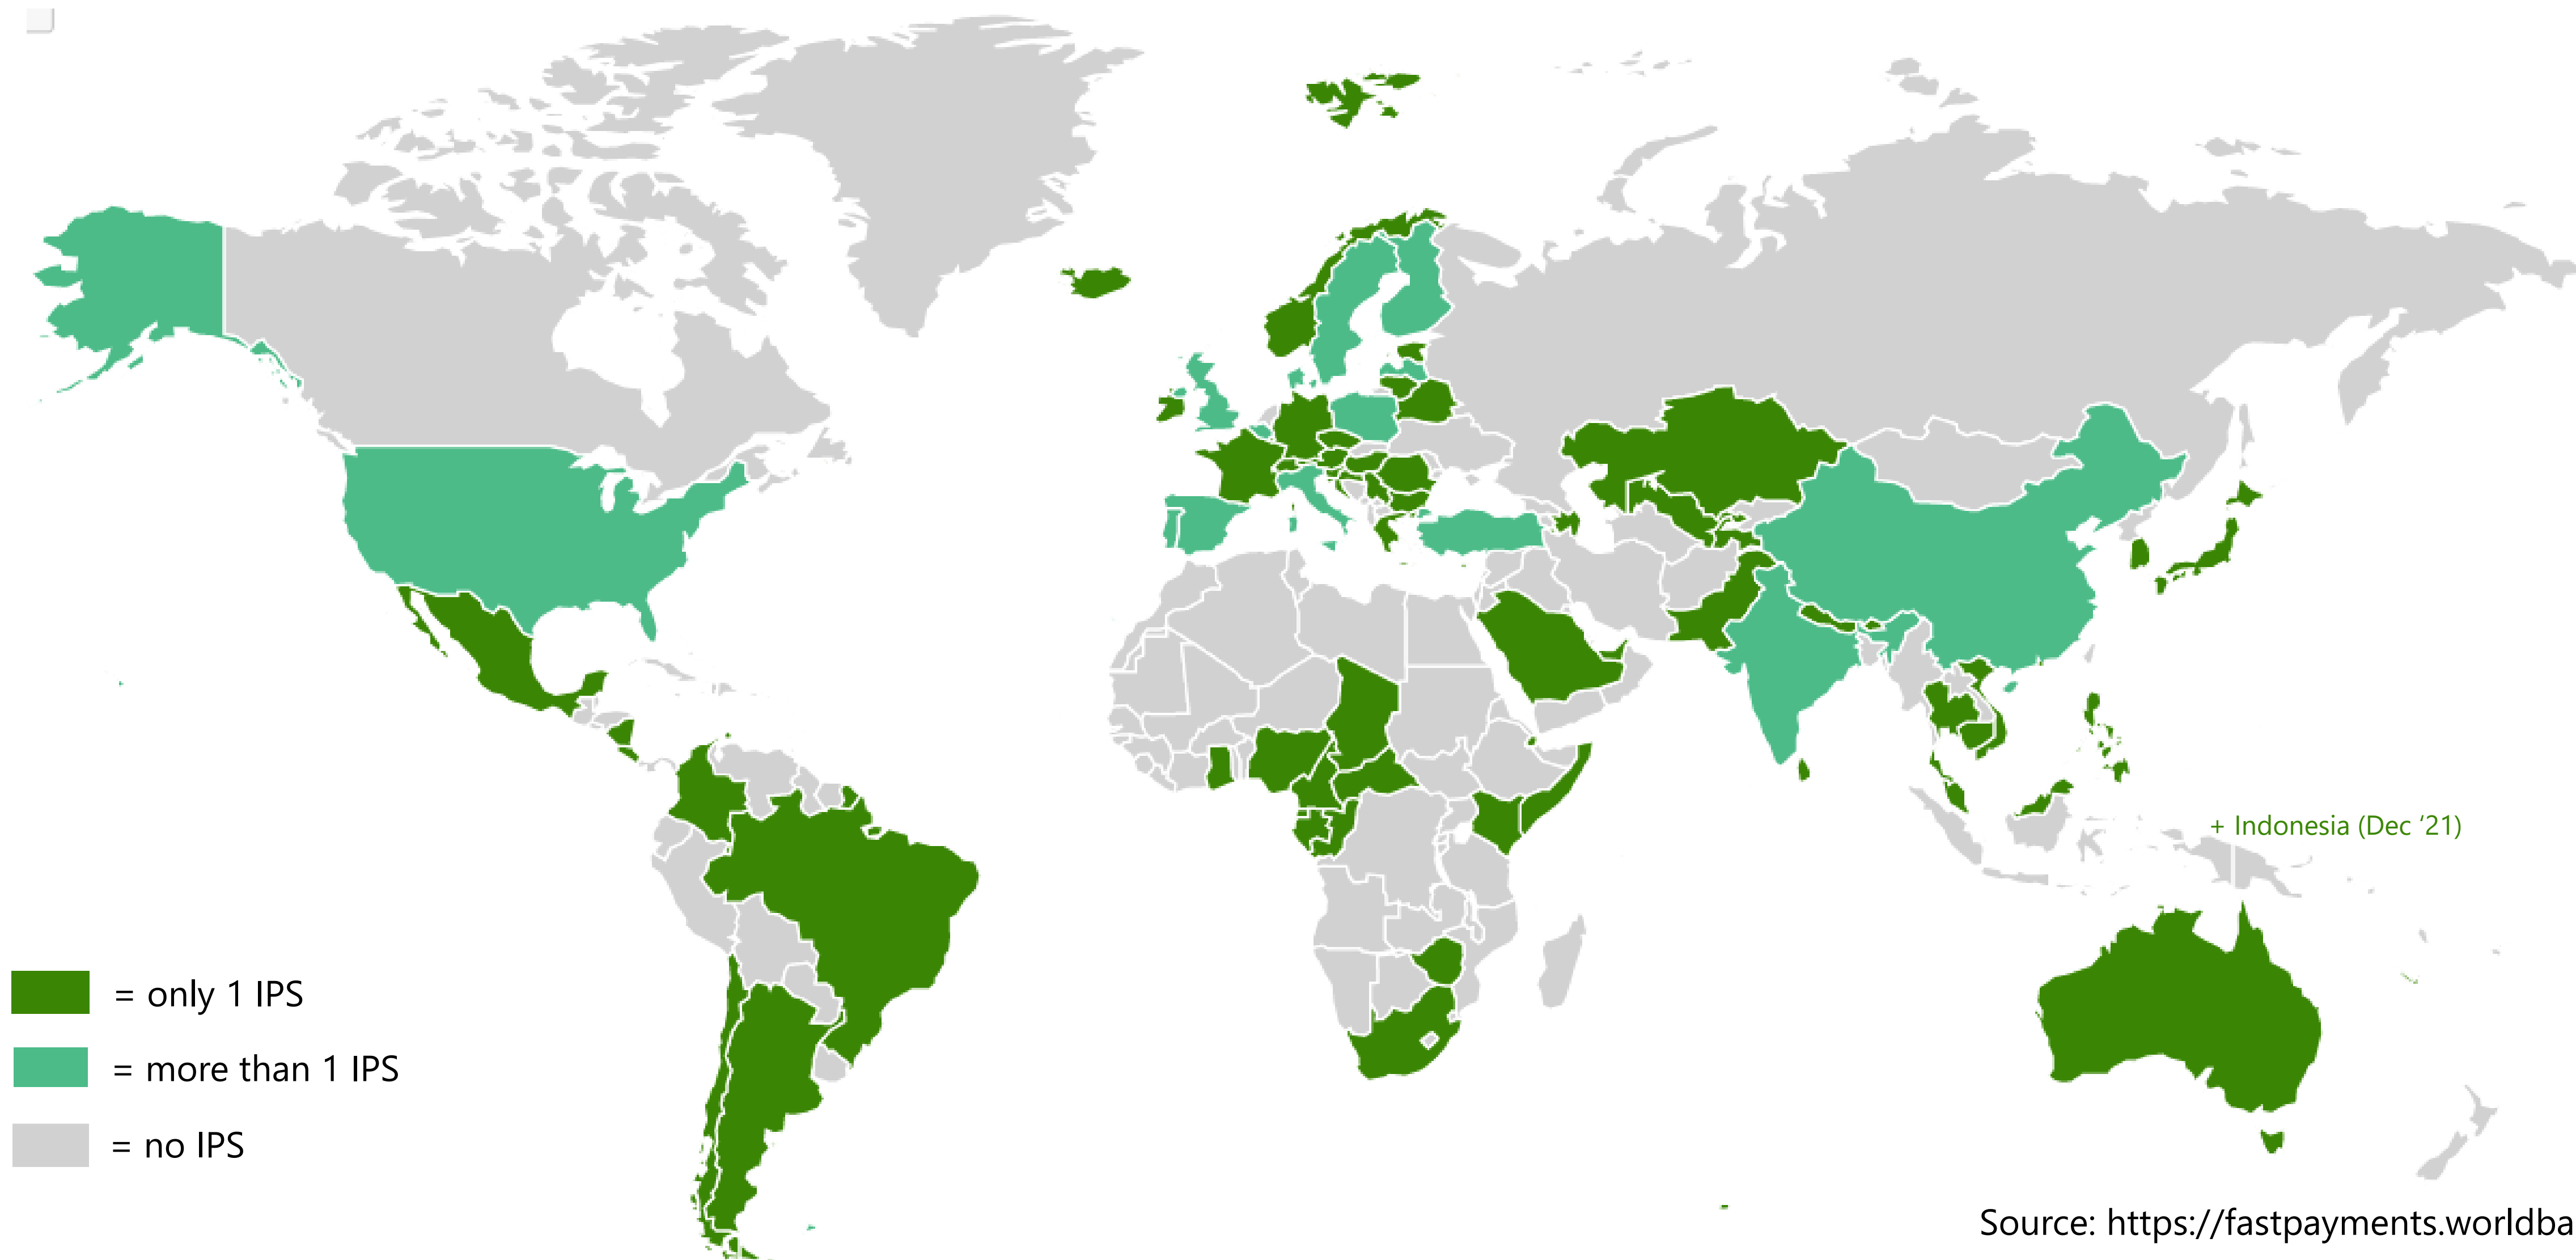 + Indonesia (Dec ‘21)
= only 1 IPS
= more than 1 IPS
= no IPS
Source: https://fastpayments.worldba